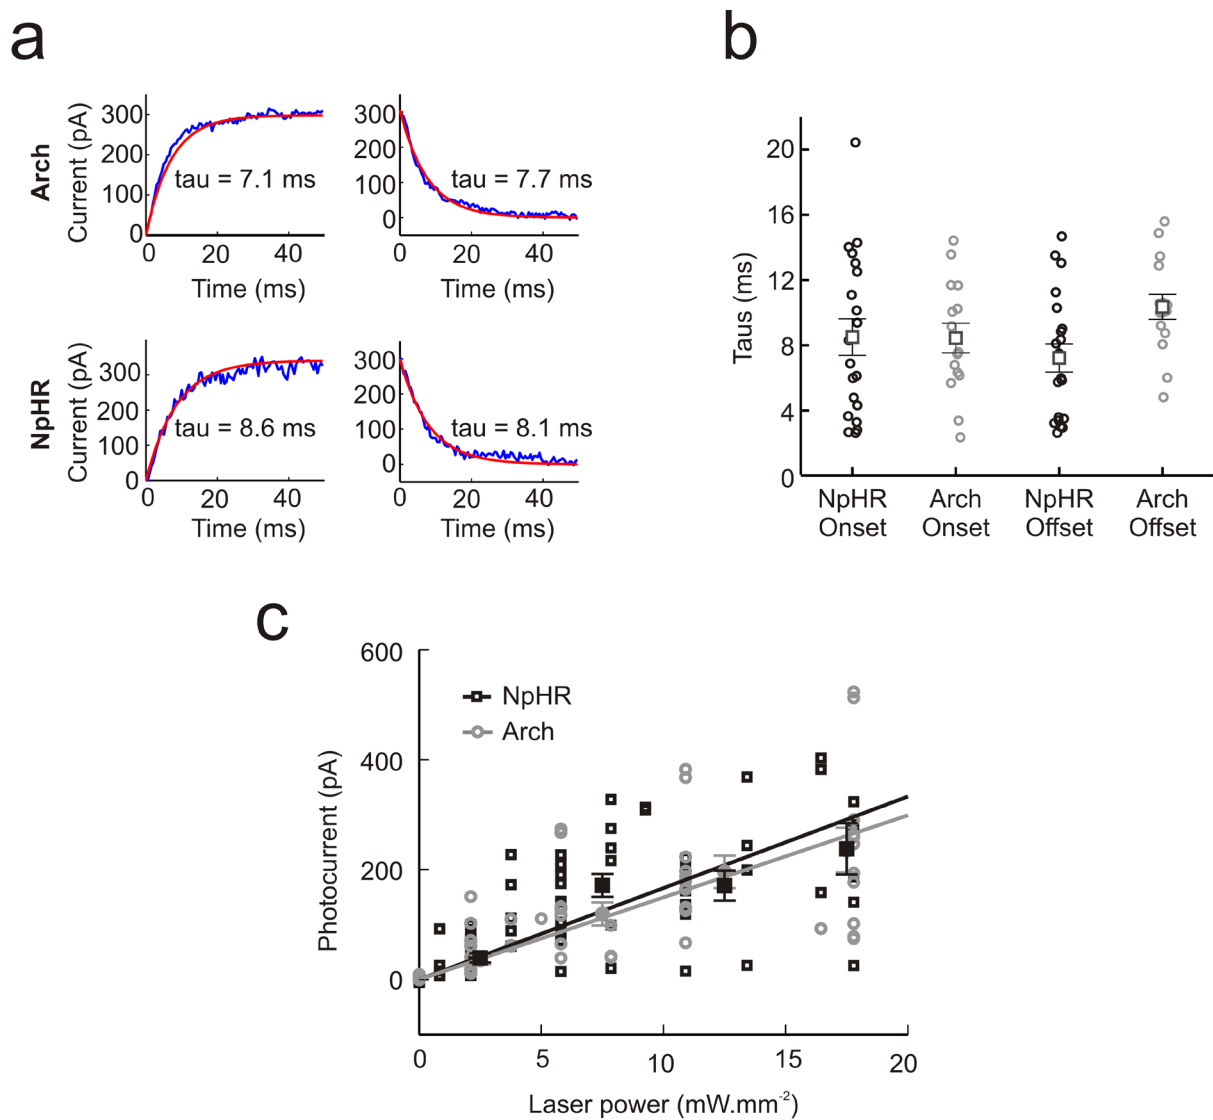 a
Arch
Current (pA)
300
200
100
0
tau = 7.1 ms
0 20 40
Time (ms)
300
200
100
0
tau = 7.7 ms
0 20 40
Time (ms)
NpHR
Current (pA)
300
200
100
0
tau = 8.6 ms
0 20 40
Time (ms)
300
200
100
0
tau = 8.1 ms
0 20 40
Time (ms)
b
Taus (ms)
20
16
12
8
4
0
NpHR Onset
Arch Onset
NpHR Offset
Arch Offset
c
Photocurrent (pA)
600
400
200
0
NpHR
Arch
0 5 10 15 20
Laser power (mW.mm-2)